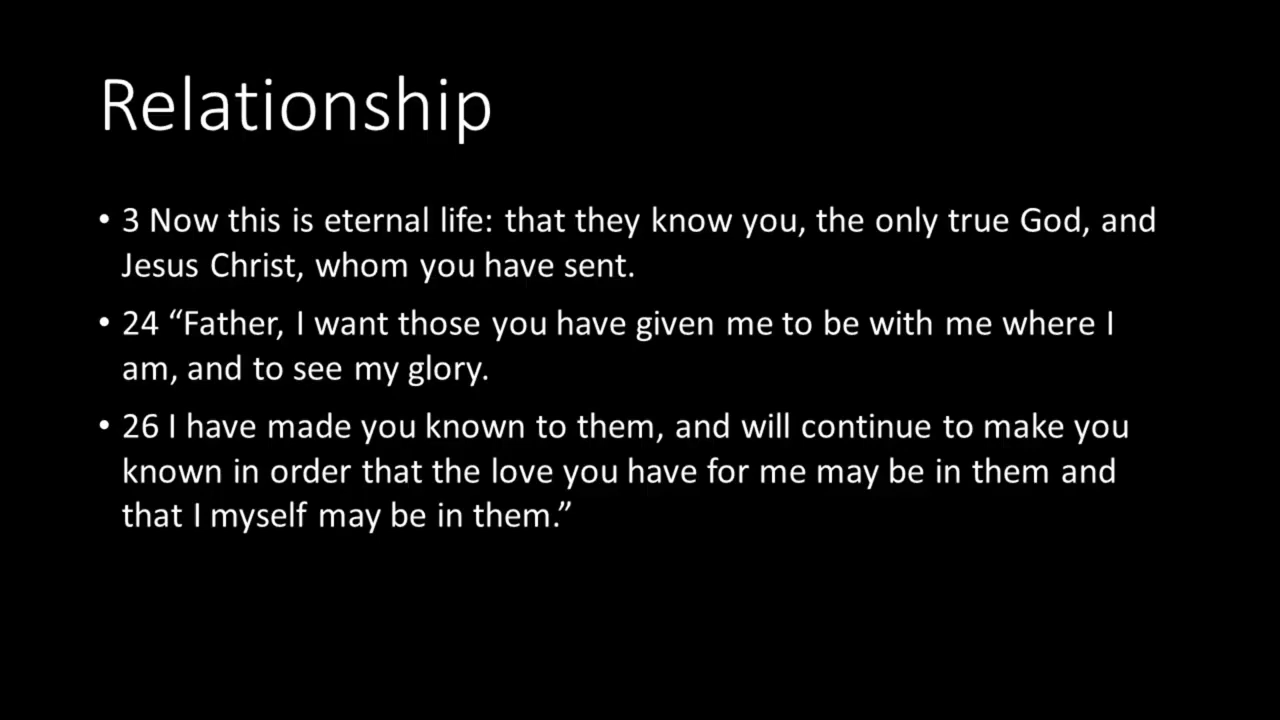 Relationship
• 3 Now this is eternal life: that they know you, the only true God, and
Jesus Christ, whom you have sent.
• 24 “Father, I want those you have given me to be with me where I
am, and to see my glory.
• 26 I have made you known to them, and will continue to make you
known in order that the love you have for me may be in them and
that I myself may be in them.”